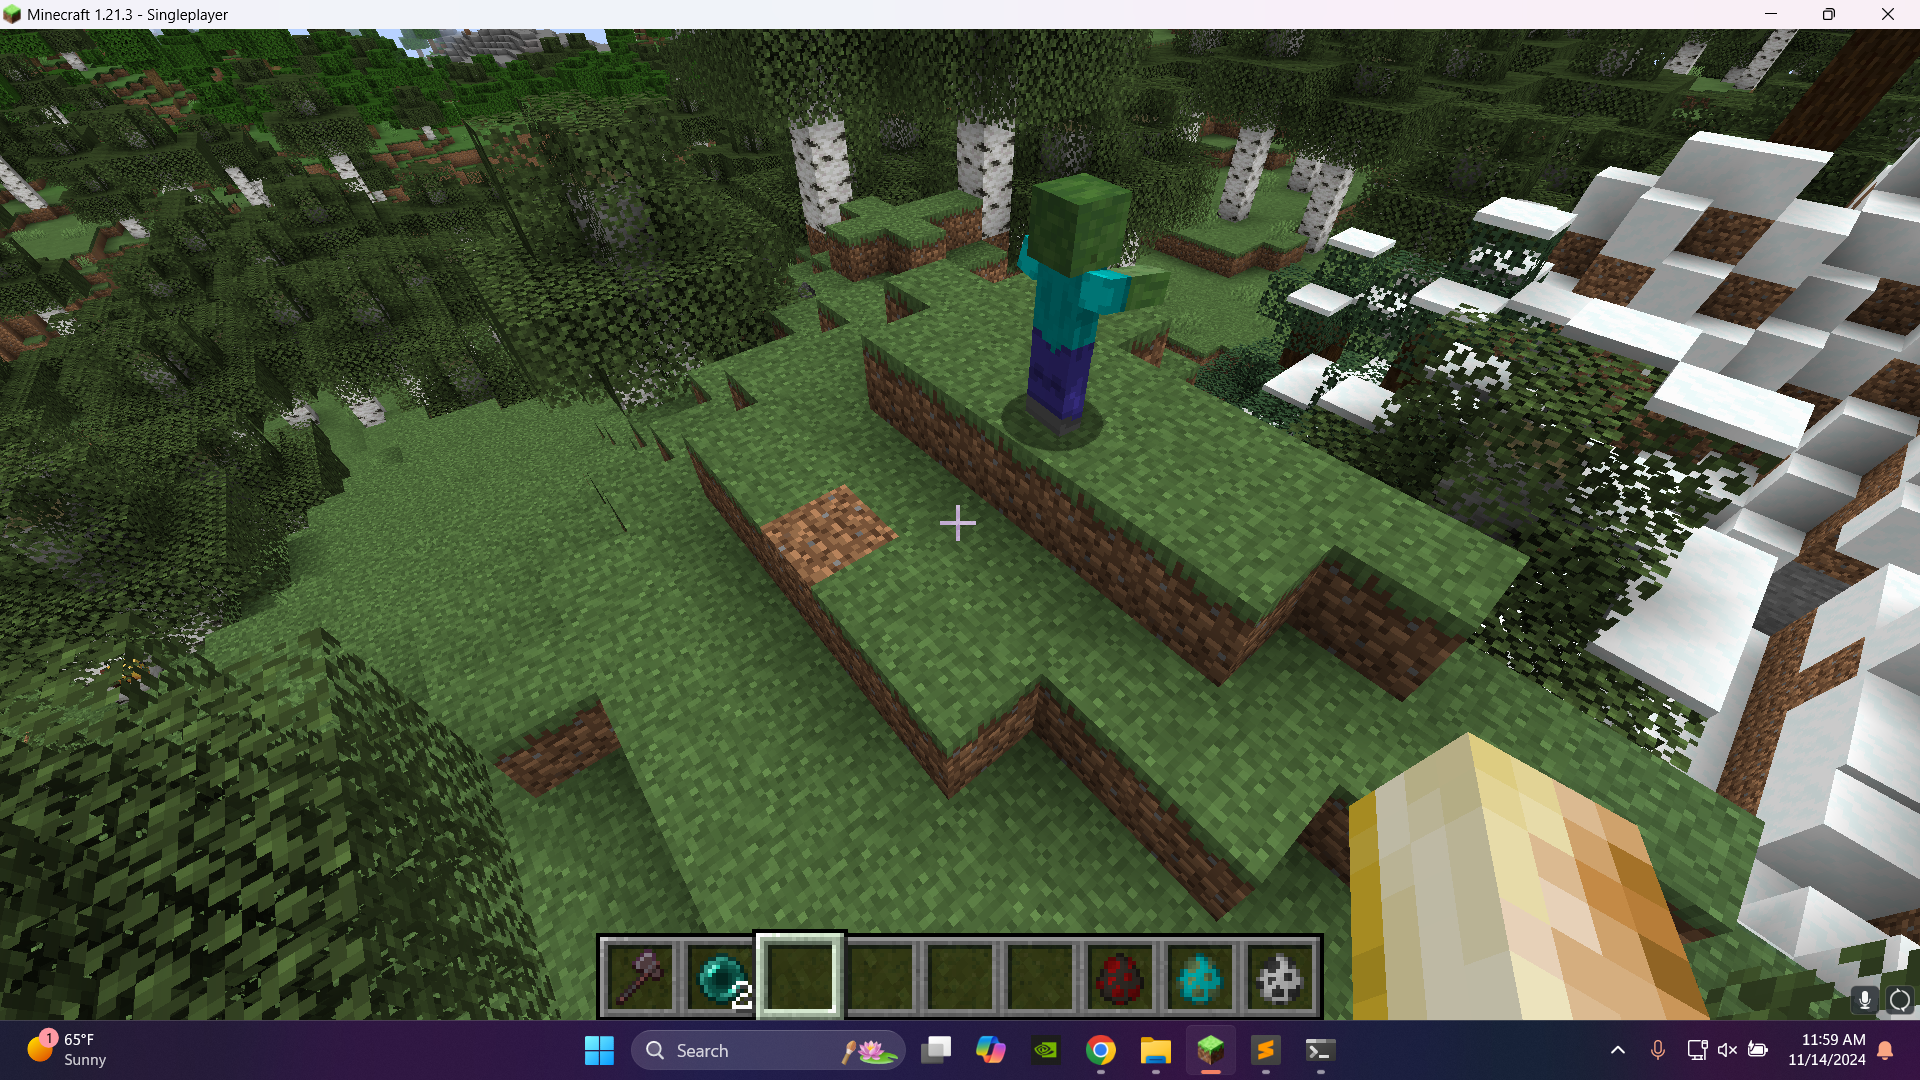 Minecraft 1.21.3 - Singleplayer
2
1
65°F
Sunny
Search
11:59 AM
11/14/2024